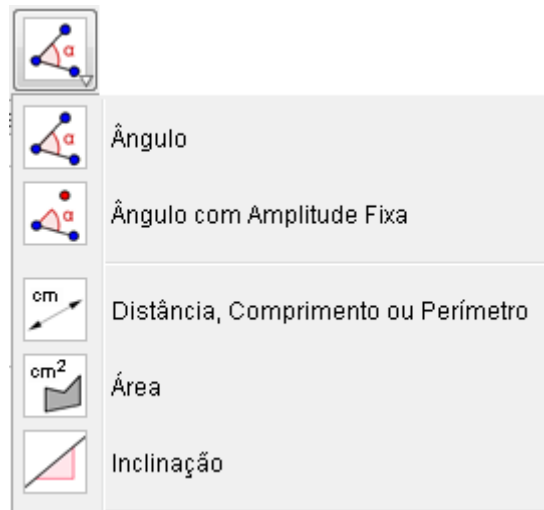 α
α Ângulo
α Ângulo com Amplitude Fixa
cm Distância, Comprimento ou Perímetro
cm² Área
Inclinação